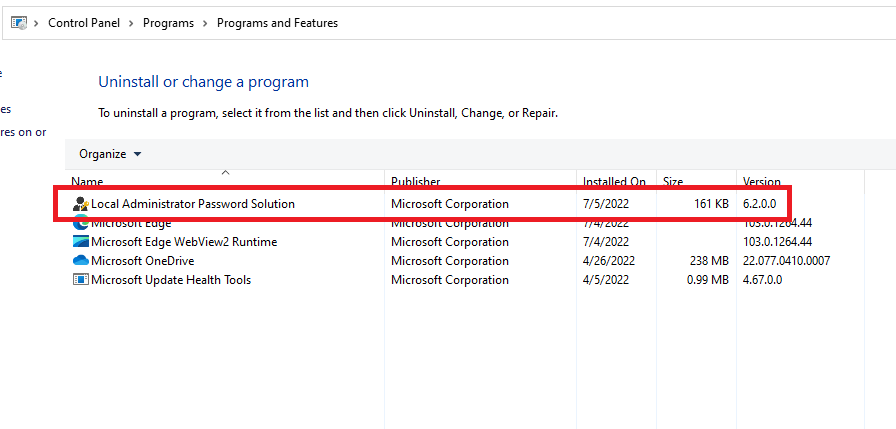 Control Panel > Programs > Programs and Features
Uninstall or change a program
To uninstall a program, select it from the list and then click Uninstall, Change, or Repair.
es
res on or
Organize
Name Publisher Installed On Size Version
Local Administrator Password Solution Microsoft Corporation 7/5/2022 161 KB 6.2.0.0
Microsoft Edge Microsoft Corporation 7/4/2022 103.0.1264.44
Microsoft Edge WebView2 Runtime Microsoft Corporation 7/4/2022 103.0.1264.44
Microsoft OneDrive Microsoft Corporation 4/26/2022 238 MB 22.077.0410.0007
Microsoft Update Health Tools Microsoft Corporation 4/5/2022 0.99 MB 4.67.0.0